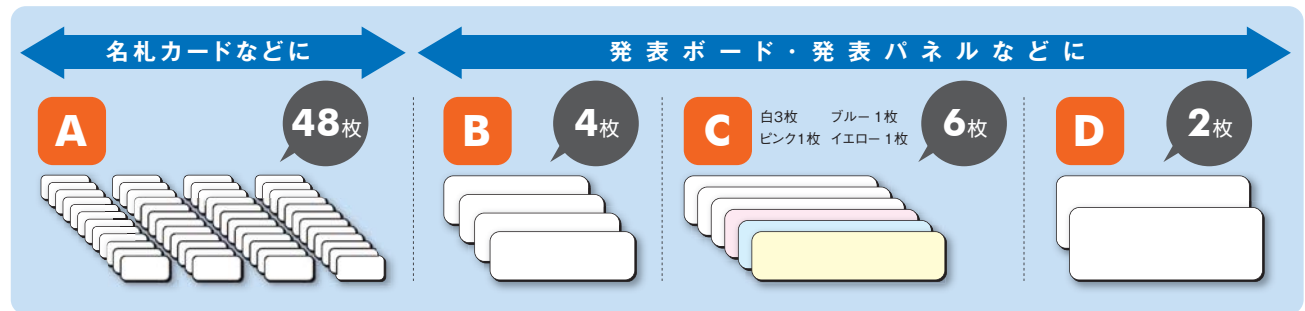 名札カードなどに
発表ボード・発表パネルなどに
A
48枚
B
4枚
C
白3枚 ブルー1枚
ピンク1枚 イエロー1枚
6枚
D
2枚